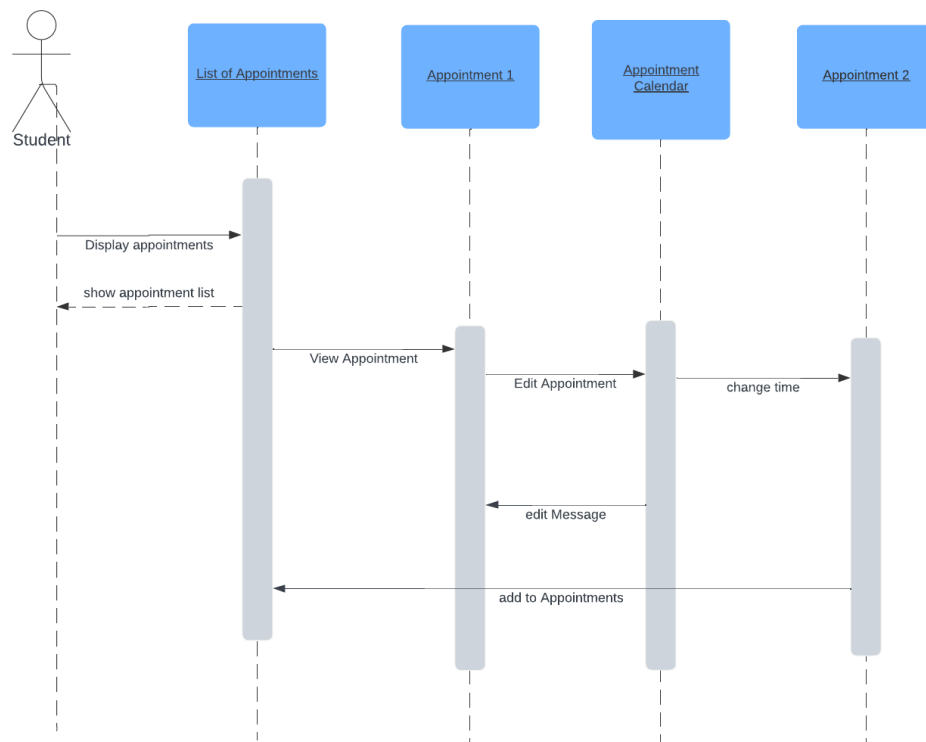 List of Appointments
Appointment 1
Appointment
Calendar
Appointment 2
Student
Display appointments
show appointment list
View Appointment
Edit Appointment
change time
edit Message
add to Appointments